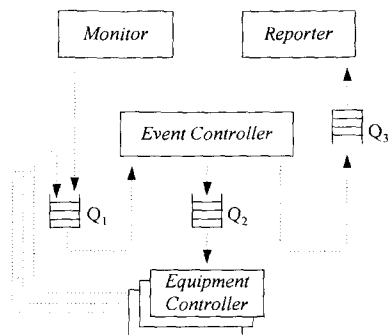 Monitor
Reporter
Event Controller
Q3
Q1
Q2
Equipment
Controller